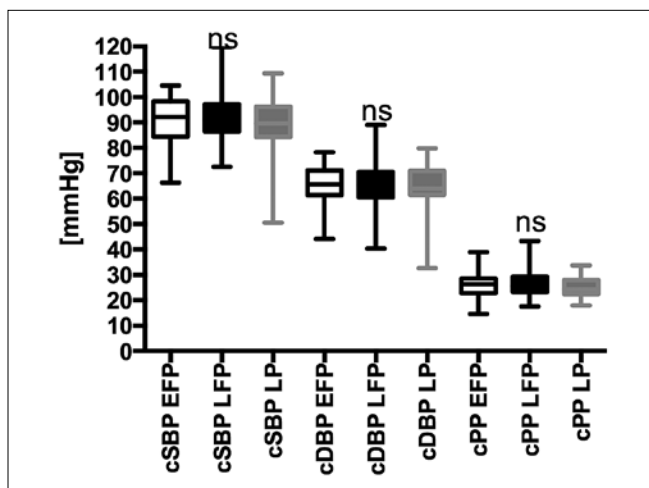 ns
120
110
100
90
80
70
60
50
40
30
20
10
0
[mmHg]
ns
ns
cSBP EFP
cSBP LFP
cSBP LP
cDBP EFP
cDBP LFP
cDBP LP
cPP EFP
cPP LFP
cPP LP